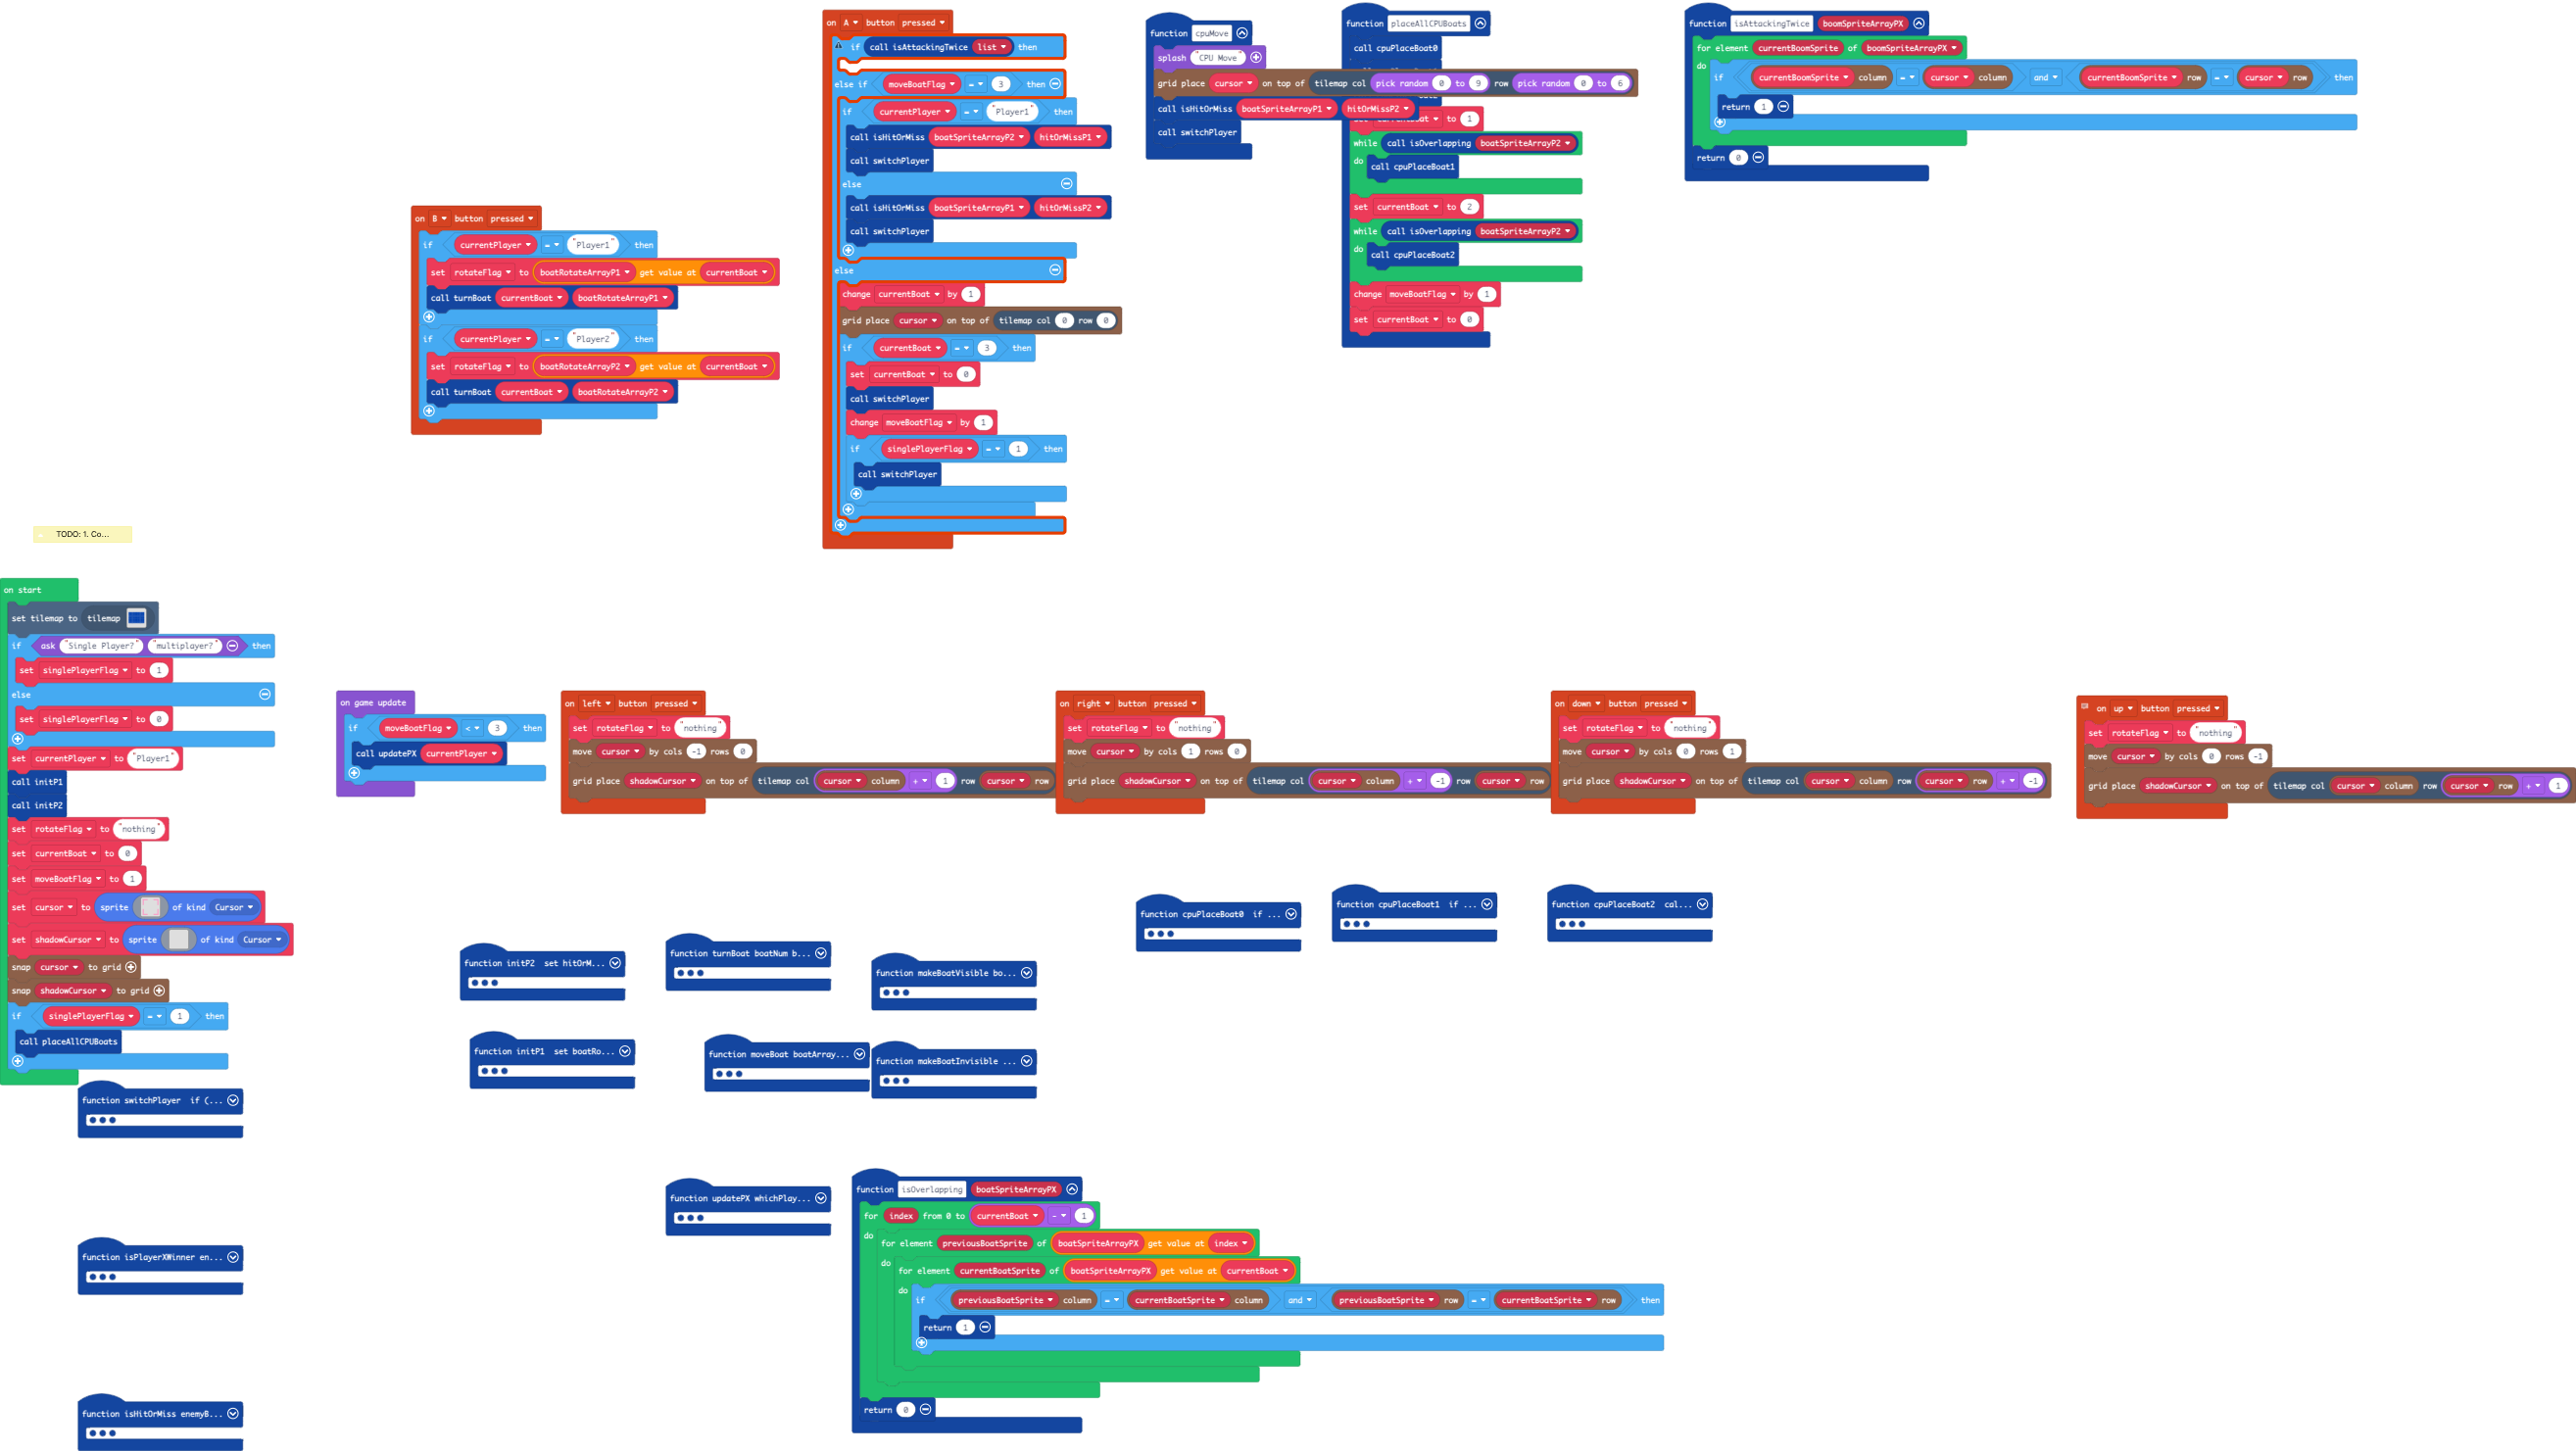 on A button pressed
if call isAttackingTwice list then
else if moveBoatFlag = 3 then
if currentPlayer = "Player1" then
call isHitOrMiss boatSpriteArrayP2 hitOrMissP1
call switchPlayer
else
call isHitOrMiss boatSpriteArrayP1 hitOrMissP2
call switchPlayer
else
change currentBoat by 1
grid place cursor on top of tilemap col 0 row 0
if currentBoat = 3 then
set currentBoat to 0
call switchPlayer
change moveBoatFlag by 1
if singlePlayerFlag = 1 then
call switchPlayer
function cpuMove
splash "CPU Move"
grid place cursor on top of tilemap col pick random 0 to 9 row pick random 0 to 6
call isHitOrMiss boatSpriteArrayP1 hitOrMissP2
call switchPlayer
function placeAllCPUBoats
call cpuPlaceBoat0
to 1
while call isOverlapping boatSpriteArrayP2
do call cpuPlaceBoat1
set currentBoat to 2
while call isOverlapping boatSpriteArrayP2
do call cpuPlaceBoat2
change moveBoatFlag by 1
set currentBoat to 0
function isAttackingTwice boomSpriteArrayPX
for element currentBoomSprite of boomSpriteArrayPX
do if currentBoomSprite column = cursor column and currentBoomSprite row = cursor row then
return 1
return 0
on B button pressed
if currentPlayer = "Player1" then
set rotateFlag to boatRotateArrayP1 get value at currentBoat
call turnBoat currentBoat boatRotateArrayP1
if currentPlayer = "Player2" then
set rotateFlag to boatRotateArrayP2 get value at currentBoat
call turnBoat currentBoat boatRotateArrayP2
TODO: 1. Co...
on start
set tilemap to tilemap
if ask "Single Player?" "multiplayer?" then
set singlePlayerFlag to 1
else
set singlePlayerFlag to 0
set currentPlayer to "Player1"
call initP1
call initP2
set rotateFlag to "nothing"
set currentBoat to 0
set moveBoatFlag to 1
set cursor to sprite of kind Cursor
set shadowCursor to sprite of kind Cursor
snap cursor to grid
snap shadowCursor to grid
if singlePlayerFlag = 1 then
call placeAllCPUBoats
on game update
if moveBoatFlag < 3 then
call updatePX currentPlayer
on left button pressed
set rotateFlag to "nothing"
move cursor by cols -1 rows 0
grid place shadowCursor on top of tilemap col cursor column + 1 row cursor row
on right button pressed
set rotateFlag to "nothing"
move cursor by cols 1 rows 0
grid place shadowCursor on top of tilemap col cursor column + -1 row cursor row
on down button pressed
set rotateFlag to "nothing"
move cursor by cols 0 rows 1
grid place shadowCursor on top of tilemap col cursor column row cursor row + -1
on up button pressed
set rotateFlag to "nothing"
move cursor by cols 0 rows -1
grid place shadowCursor on top of tilemap col cursor column row cursor row + 1
function cpuPlaceBoat0 if ...
function cpuPlaceBoat1 if ...
function cpuPlaceBoat2 cal...
function initP2 set hitOrM...
function turnBoat boatNum b...
function makeBoatVisible bo...
function initP1 set boatRo...
function moveBoat boatArray...
function makeBoatInvisible ...
function switchPlayer if (...
function updatePX whichPlay...
function isPlayerXWinner en...
function isHitOrMiss enemyB...
function isOverlapping boatSpriteArrayPX
for index from 0 to currentBoat - 1
do for element previousBoatSprite of boatSpriteArrayPX get value at index
do for element currentBoatSprite of boatSpriteArrayPX get value at currentBoat
do if previousBoatSprite column = currentBoatSprite column and previousBoatSprite row = currentBoatSprite row then
return 1
return 0